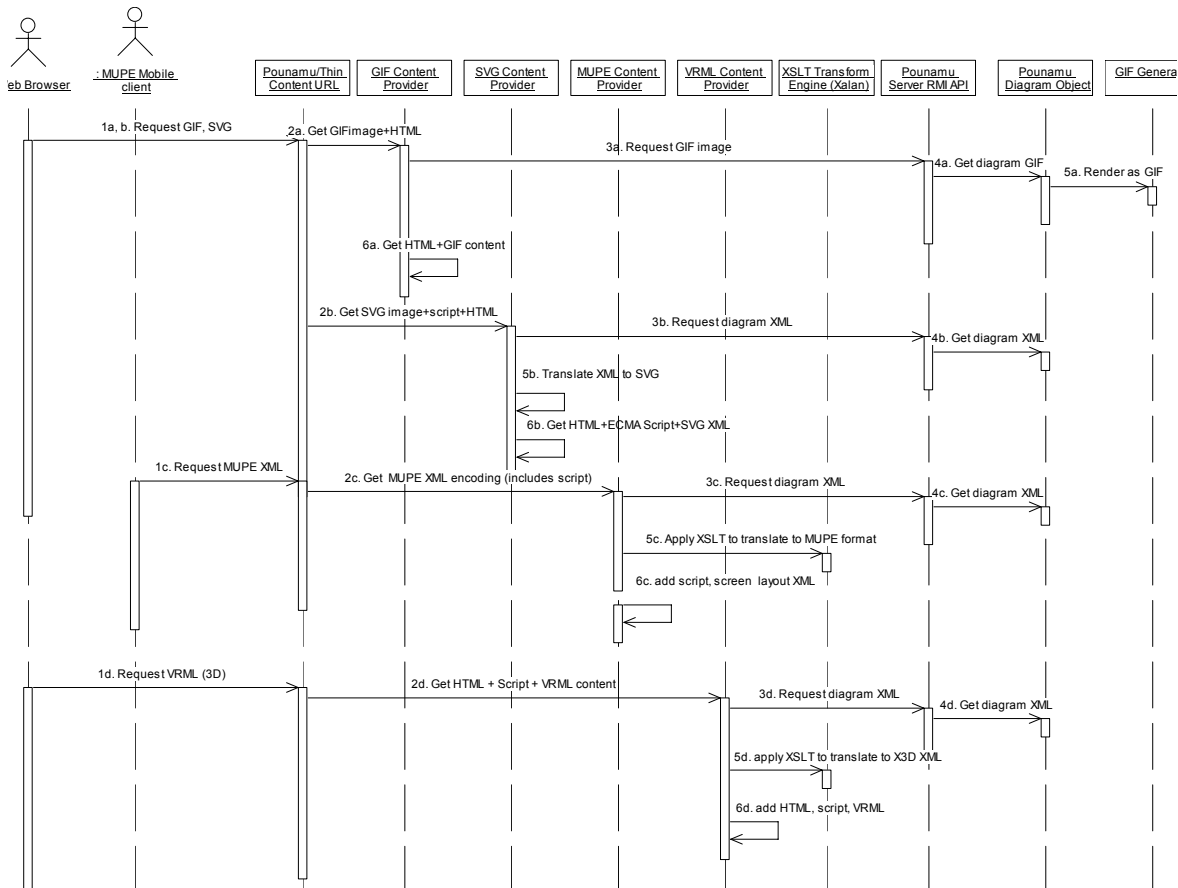 : MUPE Mobile
client
eb Browser
Pounamu/Thin
Content URL
GIF Content
Provider
SVG Content
Provider
MUPE Content
Provider
VRML Content
Provider
XSLT Transform
Engine (Xalan)
Pounamu
Server RMI API
Pounamu
Diagram Object
GIF Genera
1a, b. Request GIF, SVG
2a. Get GIFimage+HTML
3a. Request GIF image
4a. Get diagram GIF
5a. Render as GIF
6a. Get HTML+GIF content
2b. Get SVG image+script+HTML
3b. Request diagram XML
4b. Get diagram XML
5b. Translate XML to SVG
6b. Get HTML+ECMA Script+SVG XML
1c. Request MUPE XML
2c. Get MUPE XML encoding (includes script)
3c. Request diagram XML
4c. Get diagram XML
5c. Apply XSLT to translate to MUPE format
6c. add script, screen layout XML
1d. Request VRML (3D)
2d. Get HTML + Script + VRML content
3d. Request diagram XML
4d. Get diagram XML
5d. apply XSLT to translate to X3D XML
6d. add HTML, script, VRML